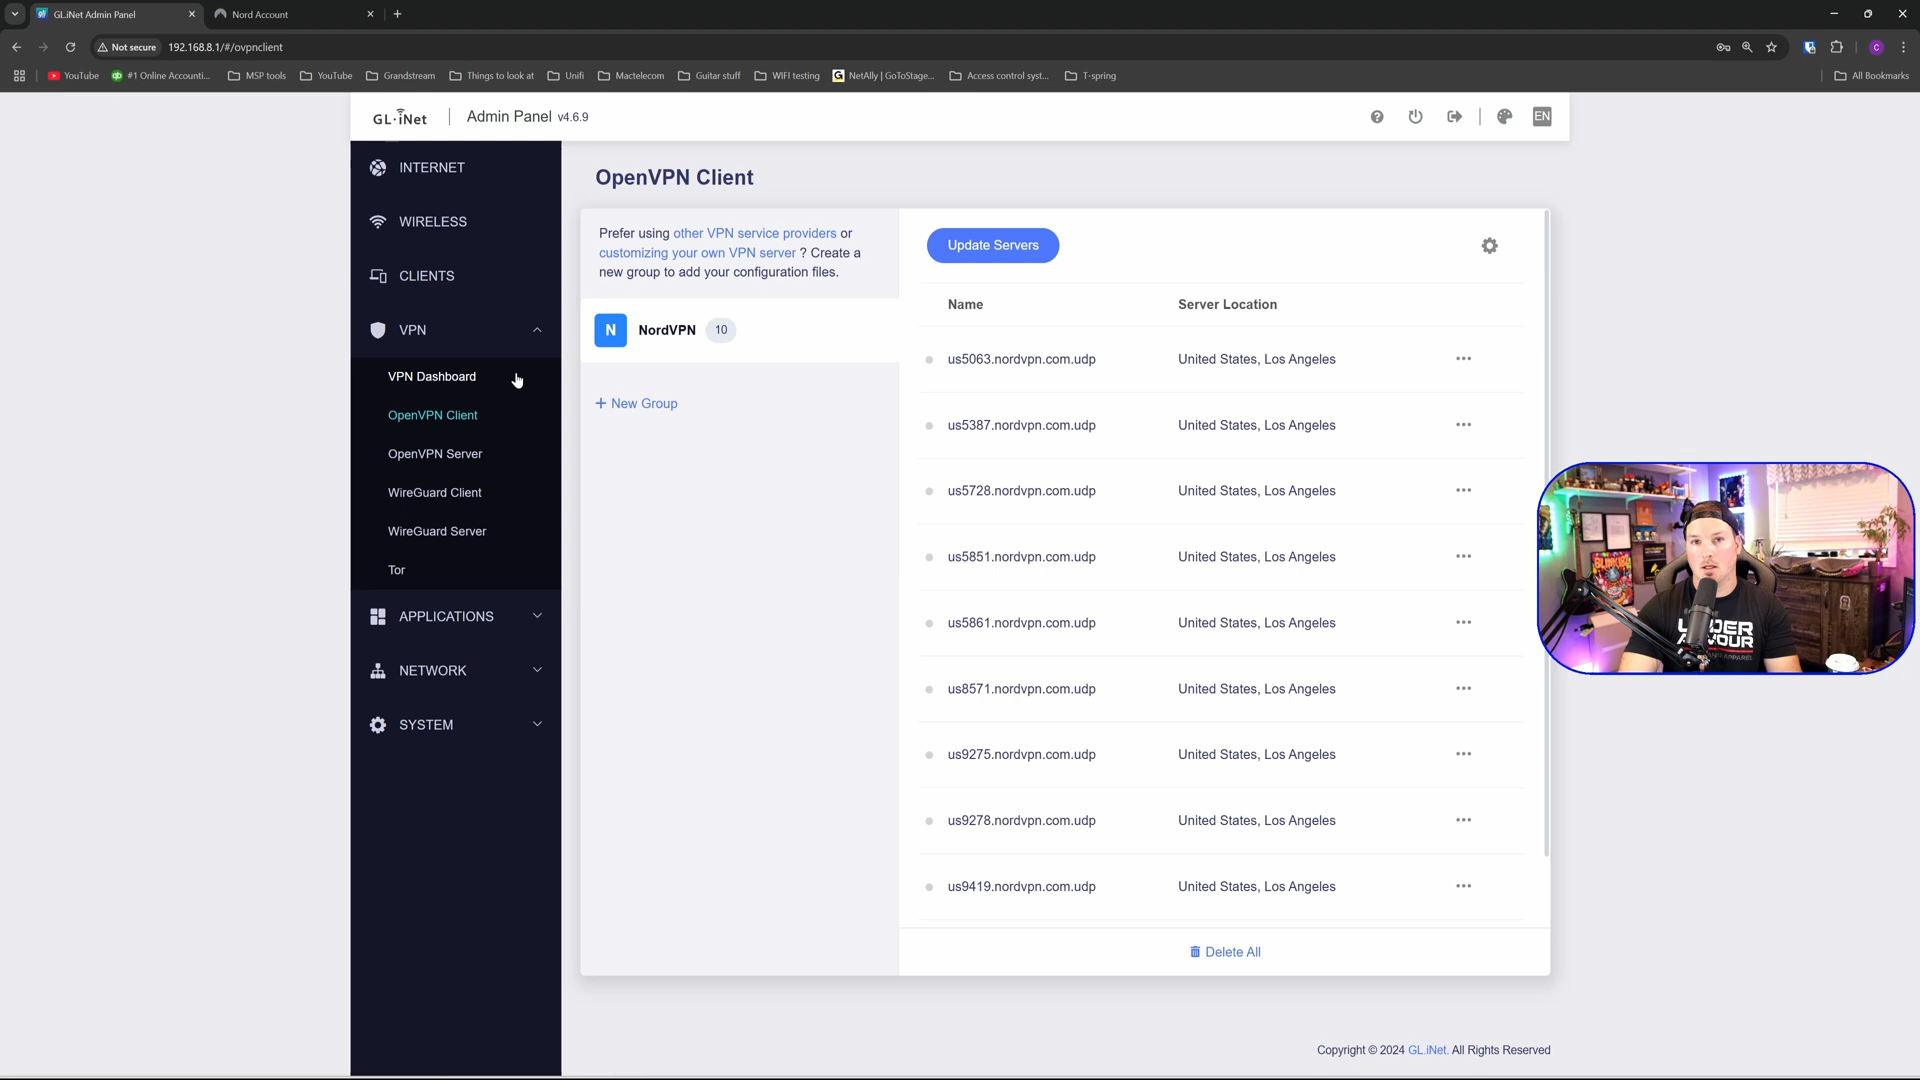 GLiNet Admin Panel
Nord Account
Not secure
192.168.8.1/#/ovpnclient
YouTube
#1 Online Accounti...
MSP tools
YouTube
Grandstream
Things to look at
Unifi
Mactelecom
Guitar stuff
WIFI testing
NetAlly | GoToStage...
Access control syst...
T-spring
All Bookmarks
GL·iNet
Admin Panel v4.6.9
EN
INTERNET
WIRELESS
CLIENTS
VPN
VPN Dashboard
OpenVPN Client
OpenVPN Server
WireGuard Client
WireGuard Server
Tor
APPLICATIONS
NETWORK
SYSTEM
OpenVPN Client
Prefer using other VPN service providers or
customizing your own VPN server ? Create a
new group to add your configuration files.
N NordVPN 10
+ New Group
Update Servers
Name Server Location
us5063.nordvpn.com.udp United States, Los Angeles
us5387.nordvpn.com.udp United States, Los Angeles
us5728.nordvpn.com.udp United States, Los Angeles
us5851.nordvpn.com.udp United States, Los Angeles
us5861.nordvpn.com.udp United States, Los Angeles
us8571.nordvpn.com.udp United States, Los Angeles
us9275.nordvpn.com.udp United States, Los Angeles
us9278.nordvpn.com.udp United States, Los Angeles
us9419.nordvpn.com.udp United States, Los Angeles
Delete All
UNDER
ARMOUR
Copyright © 2024 GL.iNet. All Rights Reserved